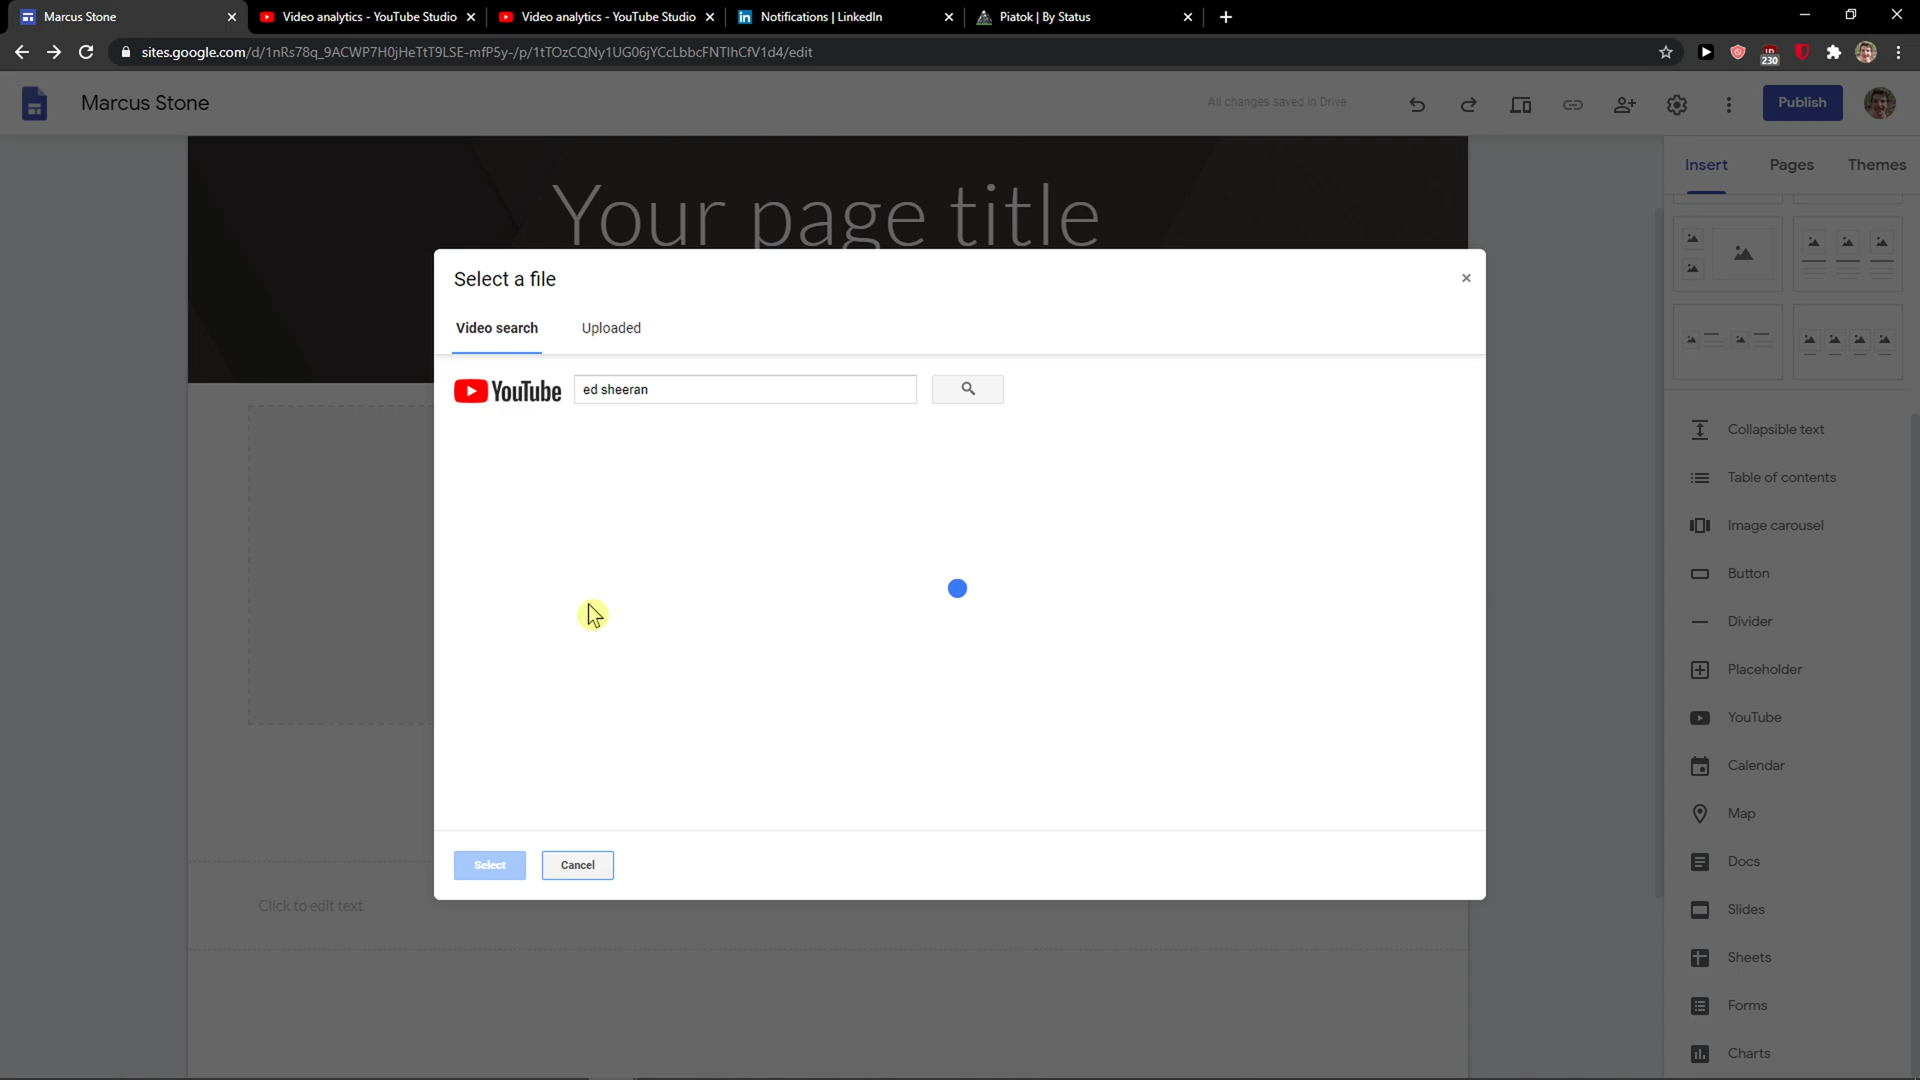 Marcus Stone
Video analytics - YouTube Studio
Video analytics - YouTube Studio
Notifications | LinkedIn
Piatok | By Status
sites.google.com/d/1nRs78q_9ACWP7H0jHeTtT9LSE-mfP5y-/p/1tTOzCQNy1UG06jYCcLbbcFNTIhCfV1d4/edit
230
Marcus Stone
All changes saved in Drive
Publish
Your page title
Insert
Pages
Themes
Select a file
Video search
Uploaded
YouTube
ed sheeran
Collapsible text
Table of contents
Image carousel
Button
Divider
Placeholder
YouTube
Calendar
Map
Docs
Slides
Sheets
Forms
Charts
Select
Cancel
Click to edit text